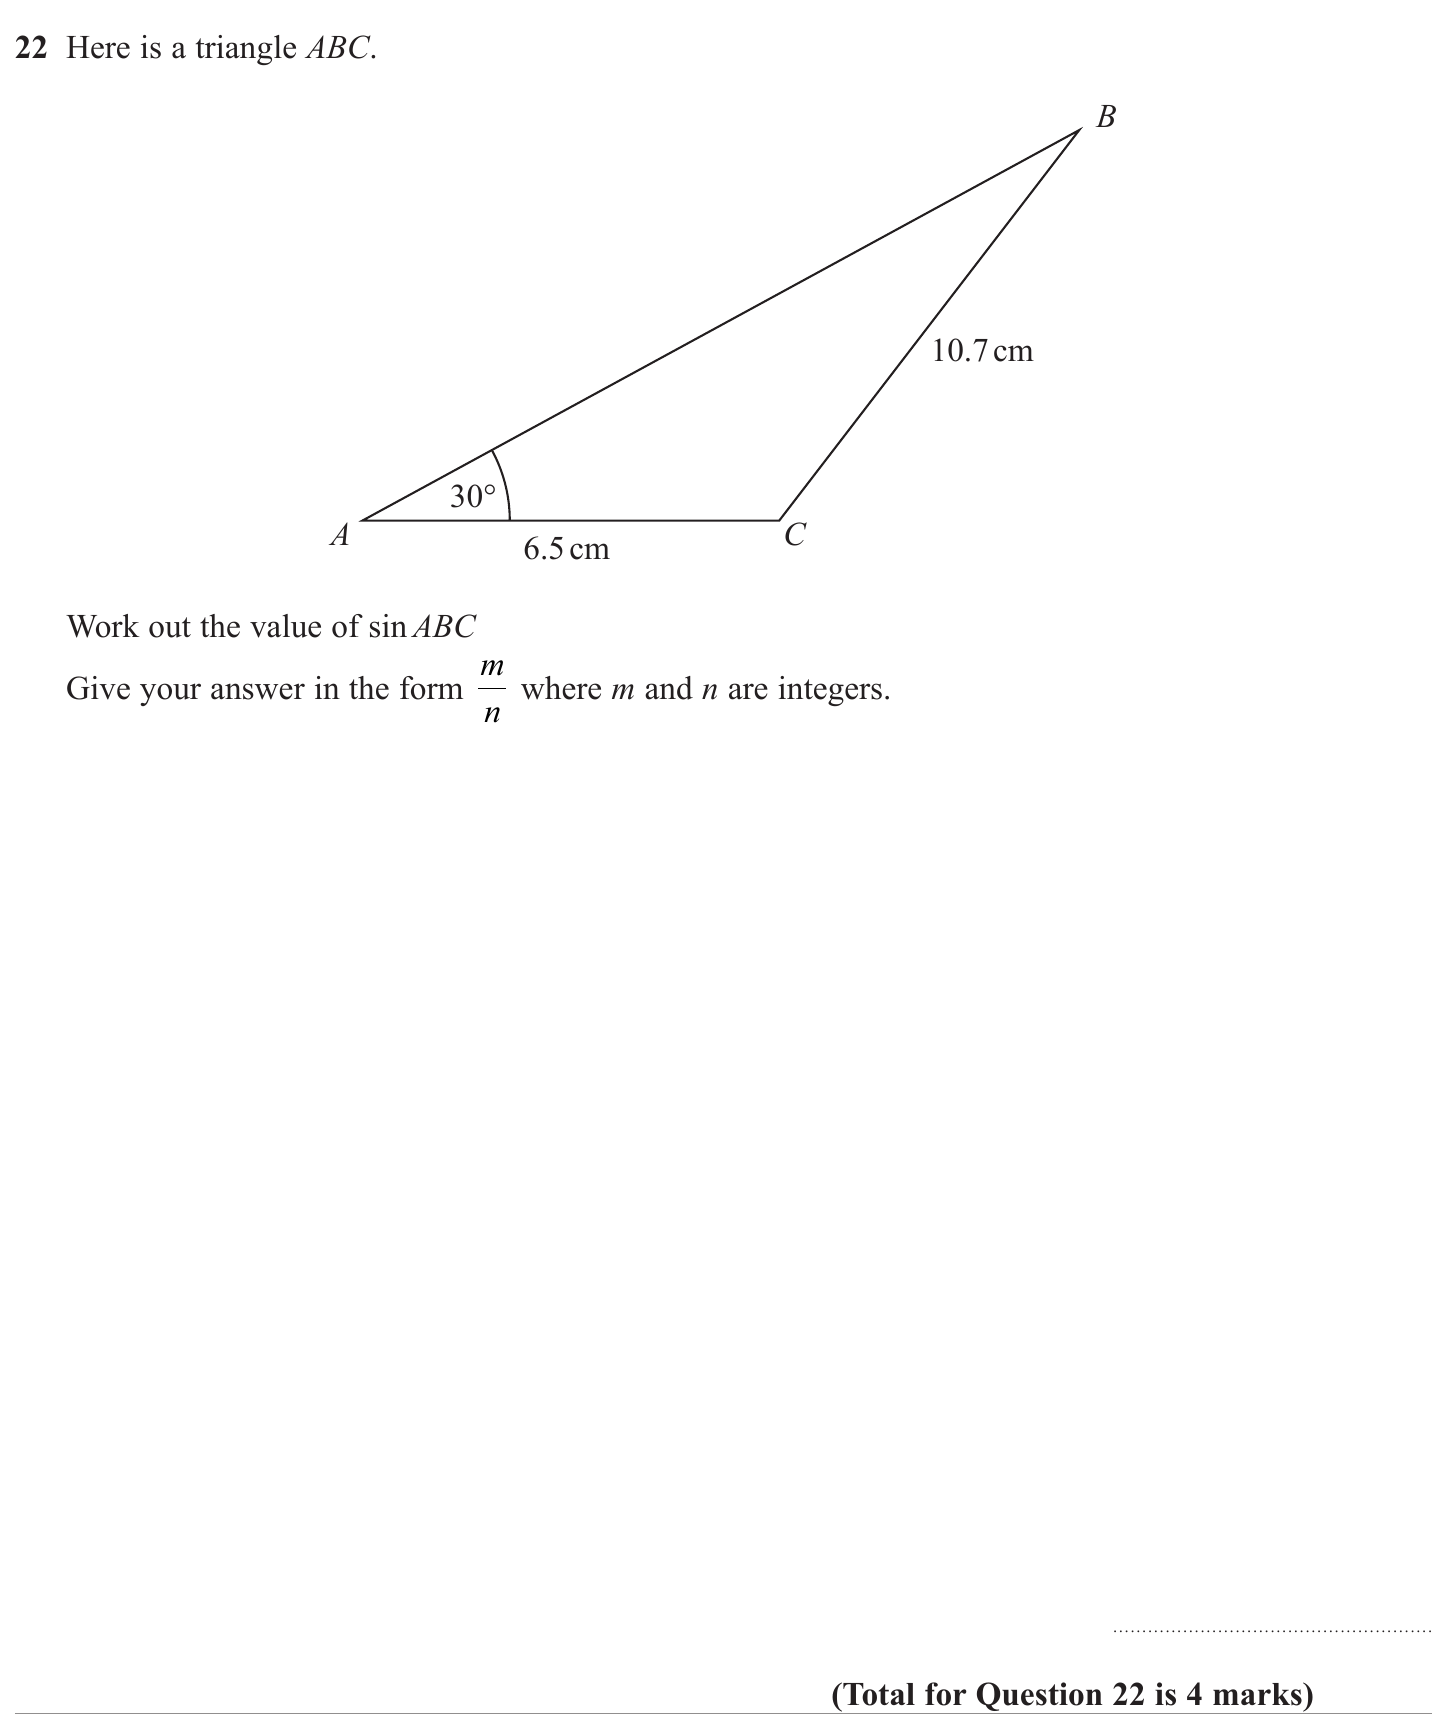 22 Here is a triangle ABC.
B
10.7 cm
30°
A
C
6.5 cm
Work out the value of sin ABC
Give your answer in the form m/n where m and n are integers.
(Total for Question 22 is 4 marks)